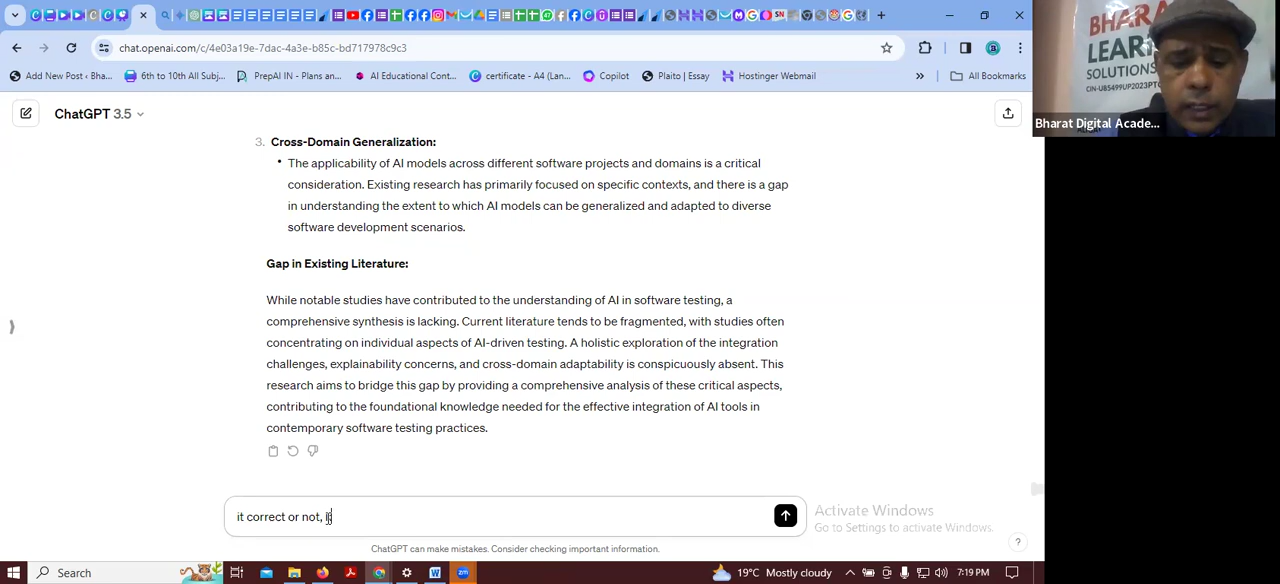 chat.openai.com/c/4e03a19e-7dac-4a3e-b85c-bd717978c9c3
Add New Post ‹ Bha...
6th to 10th All Subj...
PrepAI IN - Plans an...
AI Educational Cont...
certificate - A4 (Lan...
Copilot
Plaito | Essay
Hostinger Webmail
»
All Bookmarks
BHARA
LEAR
SOLUTIONS
CIN-U85499UP2023PTC
Bharat Digital Acade...
ChatGPT 3.5
3. Cross-Domain Generalization:
• The applicability of AI models across different software projects and domains is a critical
consideration. Existing research has primarily focused on specific contexts, and there is a gap
in understanding the extent to which AI models can be generalized and adapted to diverse
software development scenarios.
Gap in Existing Literature:
While notable studies have contributed to the understanding of AI in software testing, a
comprehensive synthesis is lacking. Current literature tends to be fragmented, with studies often
concentrating on individual aspects of AI-driven testing. A holistic exploration of the integration
challenges, explainability concerns, and cross-domain adaptability is conspicuously absent. This
research aims to bridge this gap by providing a comprehensive analysis of these critical aspects,
contributing to the foundational knowledge needed for the effective integration of AI tools in
contemporary software testing practices.
it correct or not,
Activate Windows
Go to Settings to activate Windows.
?
ChatGPT can make mistakes. Consider checking important information.
Search
19°C Mostly cloudy
7:19 PM